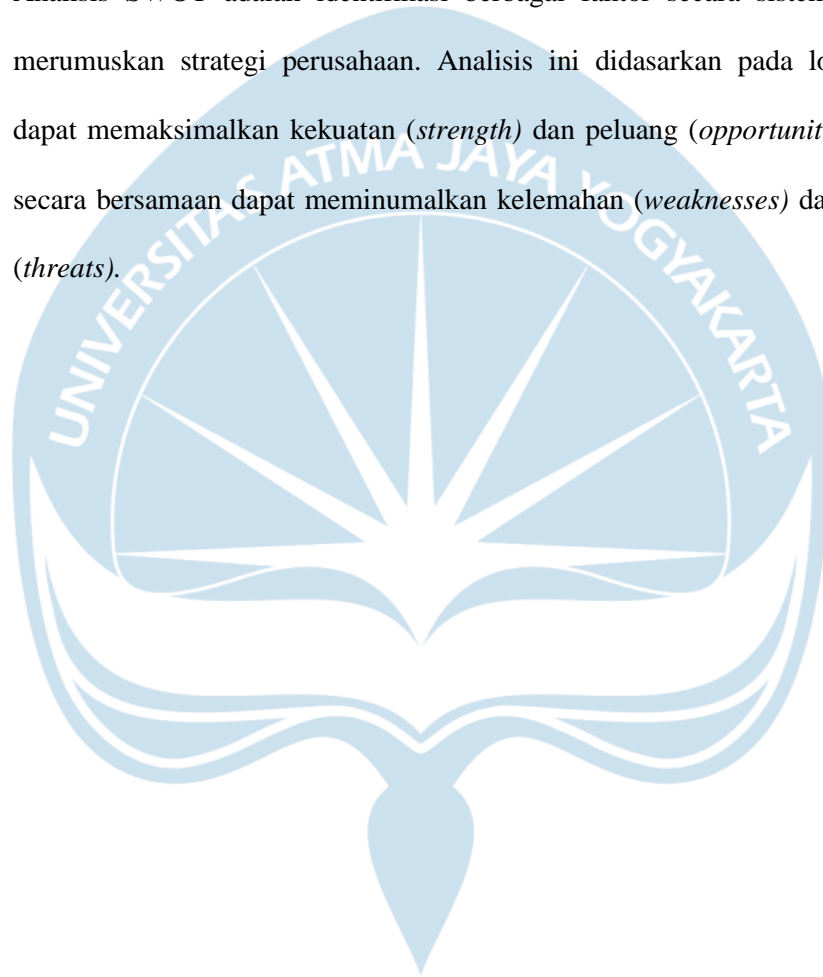 Analisis SWOT adalah identifikasi berbagai faktor secara sistem
merumuskan strategi perusahaan. Analisis ini didasarkan pada lo
dapat memaksimalkan kekuatan (strength) dan peluang (opportunit
secara bersamaan dapat meminumalkan kelemahan (weaknesses) da
(threats).
UNIVERSITAS ATMA JAYA YOGYAKARTA